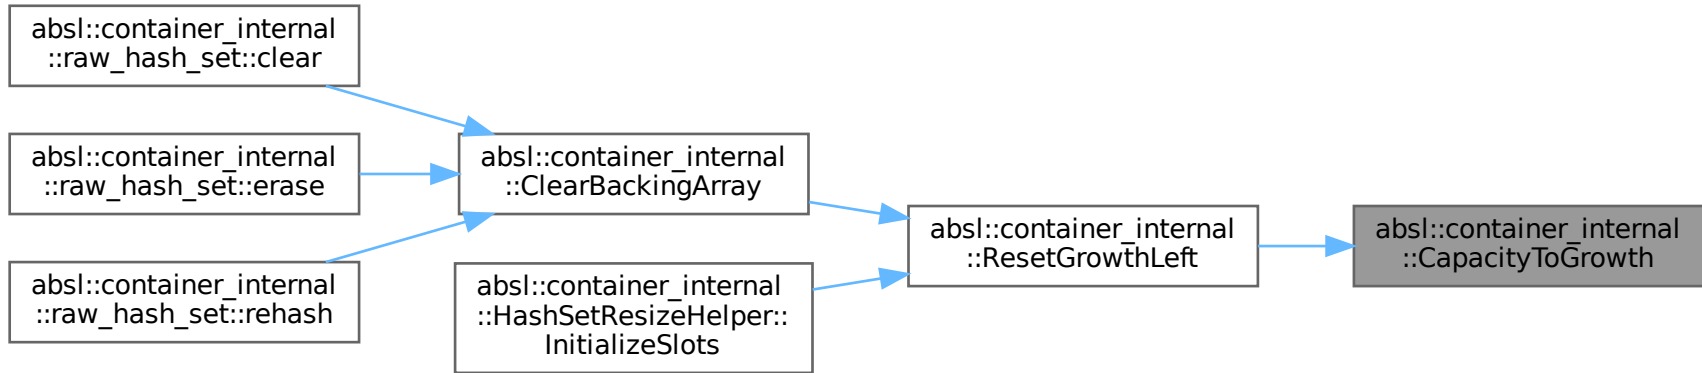 absl::container_internal
::raw_hash_set::clear
absl::container_internal
::raw_hash_set::erase
absl::container_internal
::raw_hash_set::rehash
absl::container_internal
::ClearBackingArray
absl::container_internal
::HashSetResizeHelper::
InitializeSlots
absl::container_internal
::ResetGrowthLeft
absl::container_internal
::CapacityToGrowth